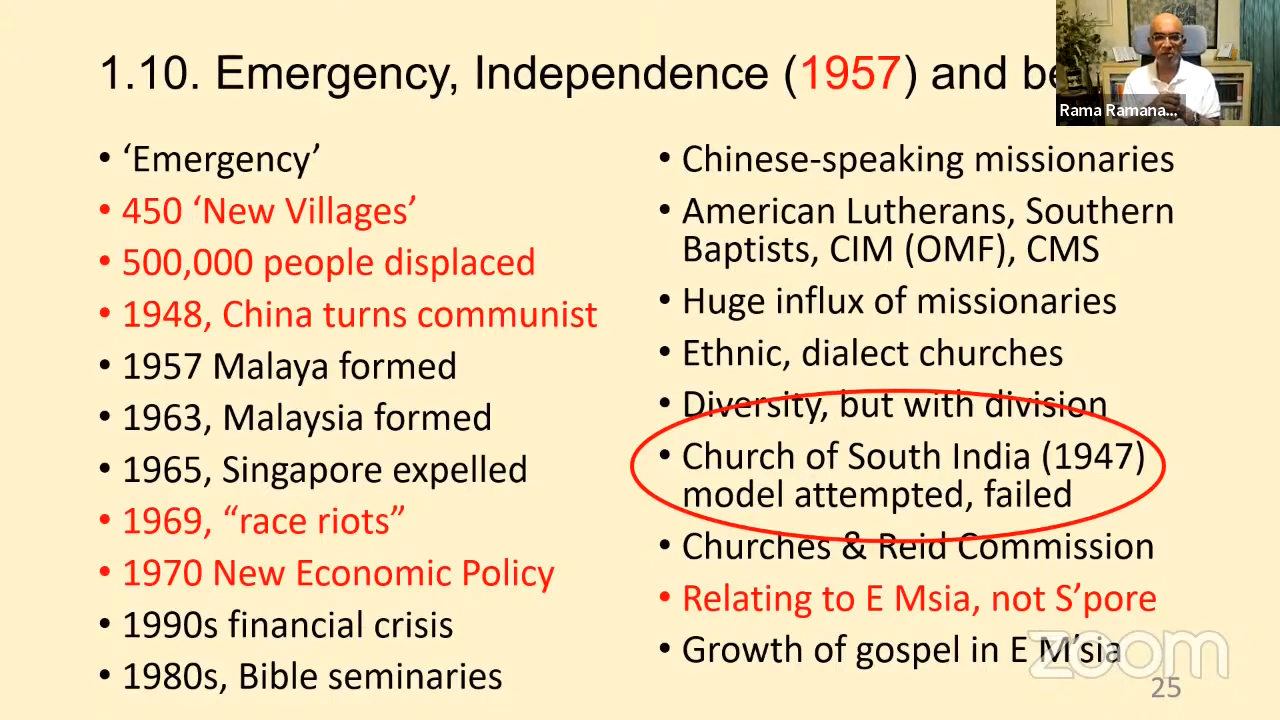 1.10. Emergency, Independence (1957) and be
Rama Ramana...
• ‘Emergency’
• 450 ‘New Villages’
• 500,000 people displaced
• 1948, China turns communist
• 1957 Malaya formed
• 1963, Malaysia formed
• 1965, Singapore expelled
• 1969, “race riots”
• 1970 New Economic Policy
• 1990s financial crisis
• 1980s, Bible seminaries
• Chinese-speaking missionaries
• American Lutherans, Southern
Baptists, CIM (OMF), CMS
• Huge influx of missionaries
• Ethnic, dialect churches
• Diversity, but with division
• Church of South India (1947)
model attempted, failed
• Churches & Reid Commission
• Relating to E Msia, not S’pore
• Growth of gospel in E M’sia
zoom
25